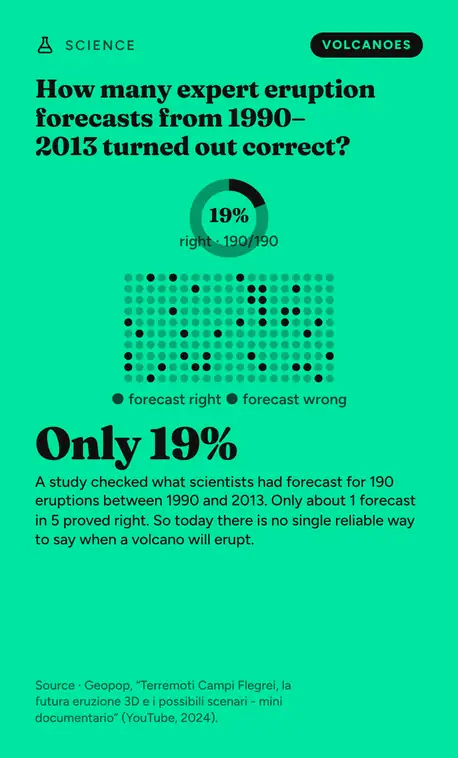 SCIENCE
VOLCANOES
How many expert eruption
forecasts from 1990–
2013 turned out correct?
19%
right · 190/190
forecast right forecast wrong
Only 19%
A study checked what scientists had forecast for 190
eruptions between 1990 and 2013. Only about 1 forecast
in 5 proved right. So today there is no single reliable way
to say when a volcano will erupt.
Source · Geopop, “Terremoti Campi Flegrei, la
futura eruzione 3D e i possibili scenari - mini
documentario” (YouTube, 2024).